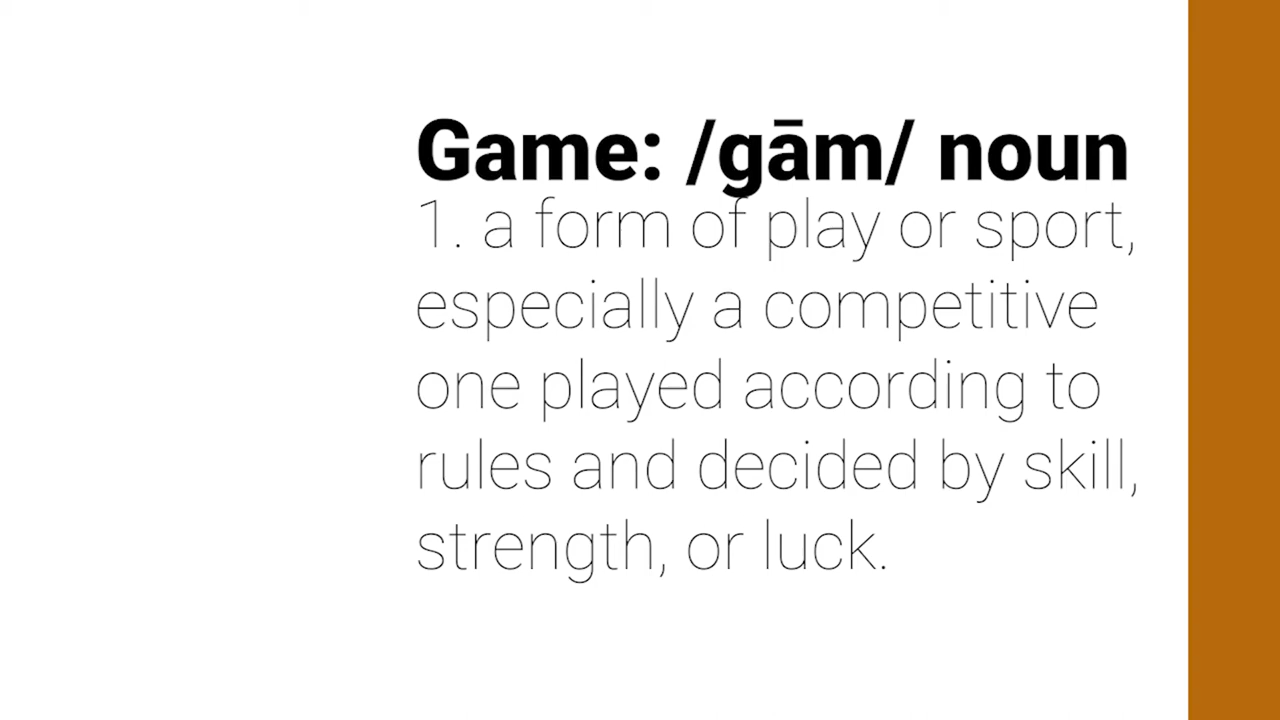 Game: /gām/ noun
1. a form of play or sport,
especially a competitive
one played according to
rules and decided by skill,
strength, or luck.